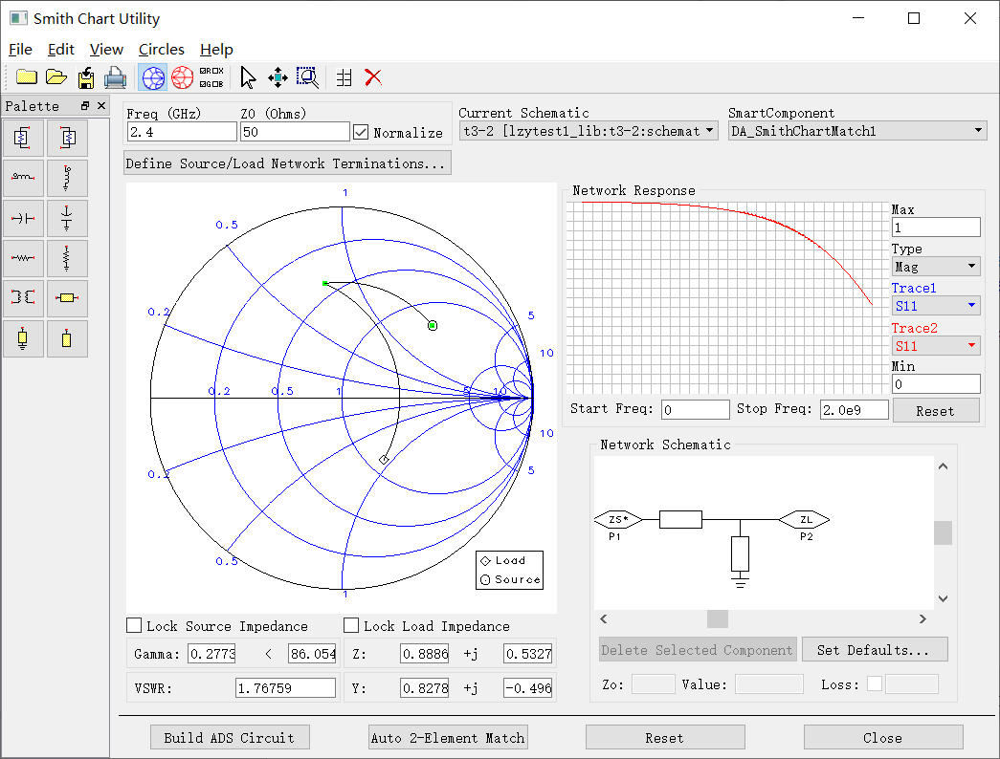 Smith Chart Utility
File Edit View Circles Help
BROX
BGOB
Palette
Freq (GHz) Z0 (Ohms)
2.4 50 Normalize
Current Schematic SmartComponent
t3-2 [lzytest1_lib:t3-2:schemat DA_SmithChartMatch1
Define Source/Load Network Terminations...
1
0.5
0.2
5
10
0.2 0.5 1 5 10
10
5
0.2
0.5
1
Load
Source
Network Response
Max
1
Type
Mag
Trace1
S11
Trace2
S11
Min
0
Start Freq: 0 Stop Freq: 2.0e9 Reset
Network Schematic
ZS* ZL
P1 P2
Lock Source Impedance Lock Load Impedance
Gamma: 0.2773 < 86.054 Z: 0.8886 +j 0.5327
VSWR: 1.76759 Y: 0.8278 +j -0.496
Delete Selected Component Set Defaults...
Zo: Value: Loss:
Build ADS Circuit Auto 2-Element Match Reset Close